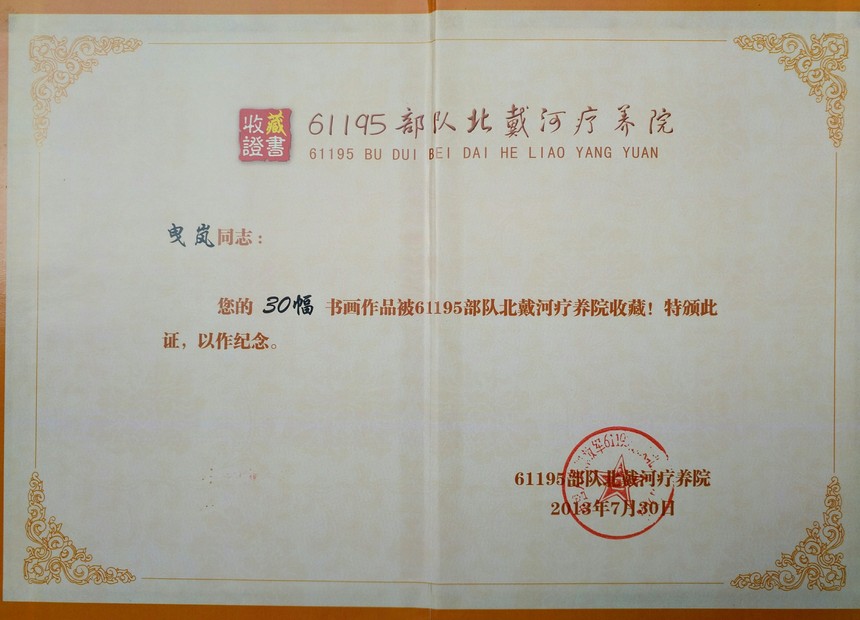 收藏
證書
61195部队北戴河疗养院
61195 BU DUI BEI DAI HE LIAO YANG YUAN
曳岚同志：
您的 30幅 书画作品被61195部队北戴河疗养院收藏！特颁此
证，以作纪念。
61195部队北戴河疗养院
2013年7月30日